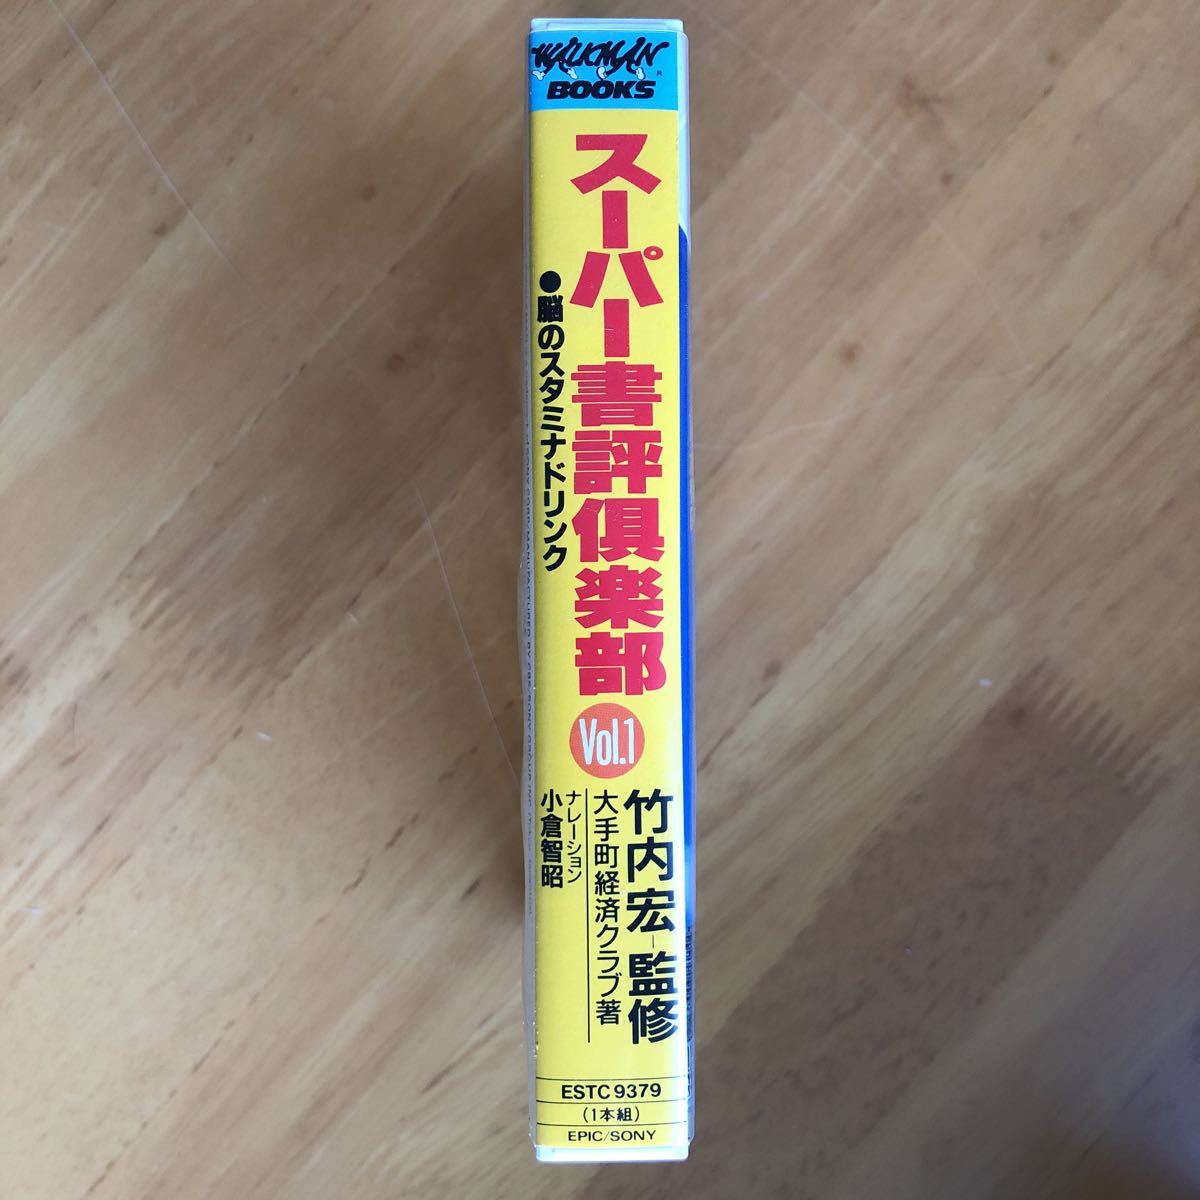 WALKMAN
R
BOOKS
スーパー書評倶楽部
●脳のスタミナドリンク
Vol.1
竹内宏-監修
大手町経済クラブ著
ナレーション
小倉智昭
ESTC 9379
(1本組)
EPIC/SONY